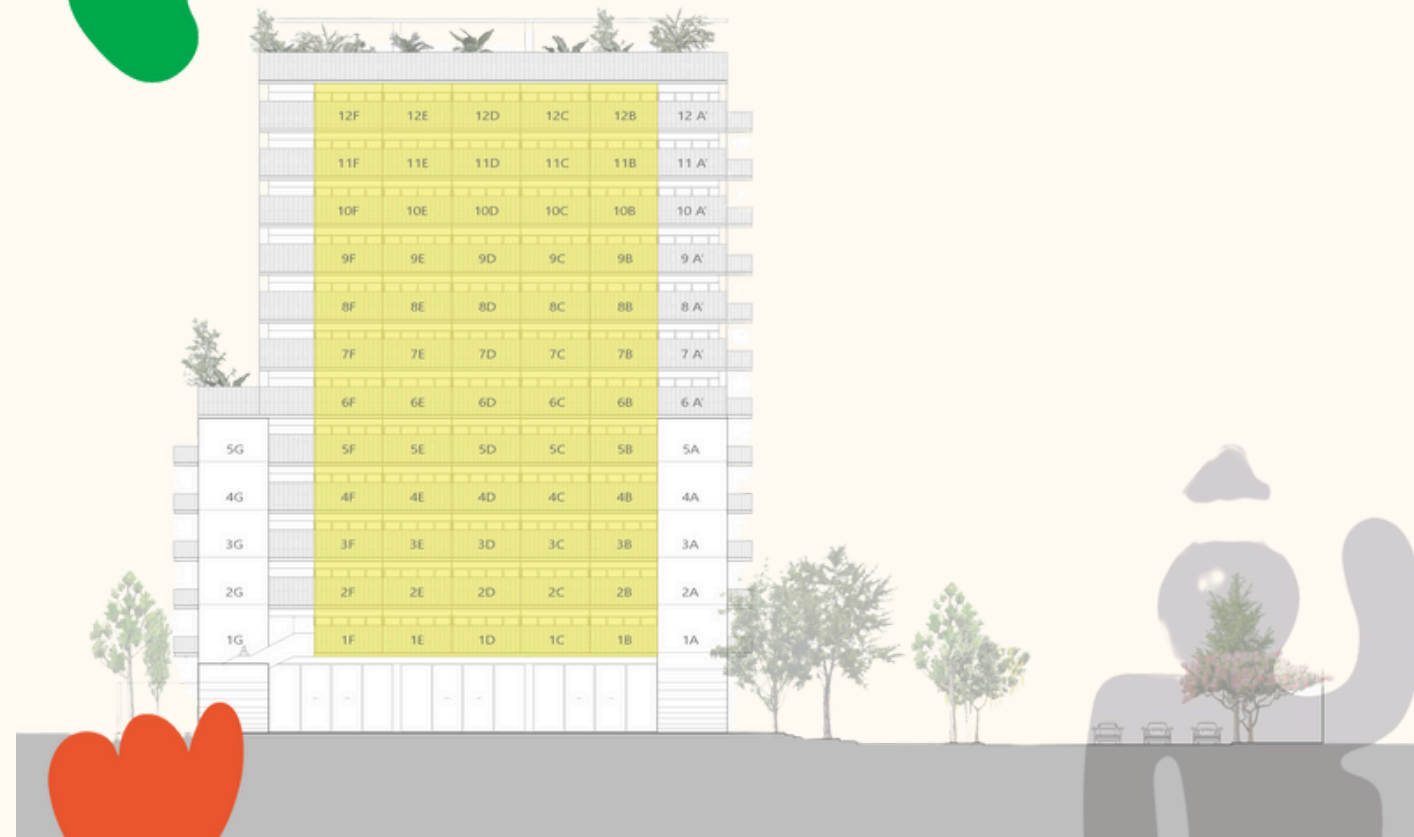 12F 12E 12D 12C 12B 12 A'
11F 11E 11D 11C 11B 11 A'
10F 10E 10D 10C 10B 10 A'
9F 9E 9D 9C 9B 9 A'
8F 8E 8D 8C 8B 8 A'
7F 7E 7D 7C 7B 7 A'
6F 6E 6D 6C 6B 6 A'
5G 5F 5E 5D 5C 5B 5A
4G 4F 4E 4D 4C 4B 4A
3G 3F 3E 3D 3C 3B 3A
2G 2F 2E 2D 2C 2B 2A
1G 1F 1E 1D 1C 1B 1A